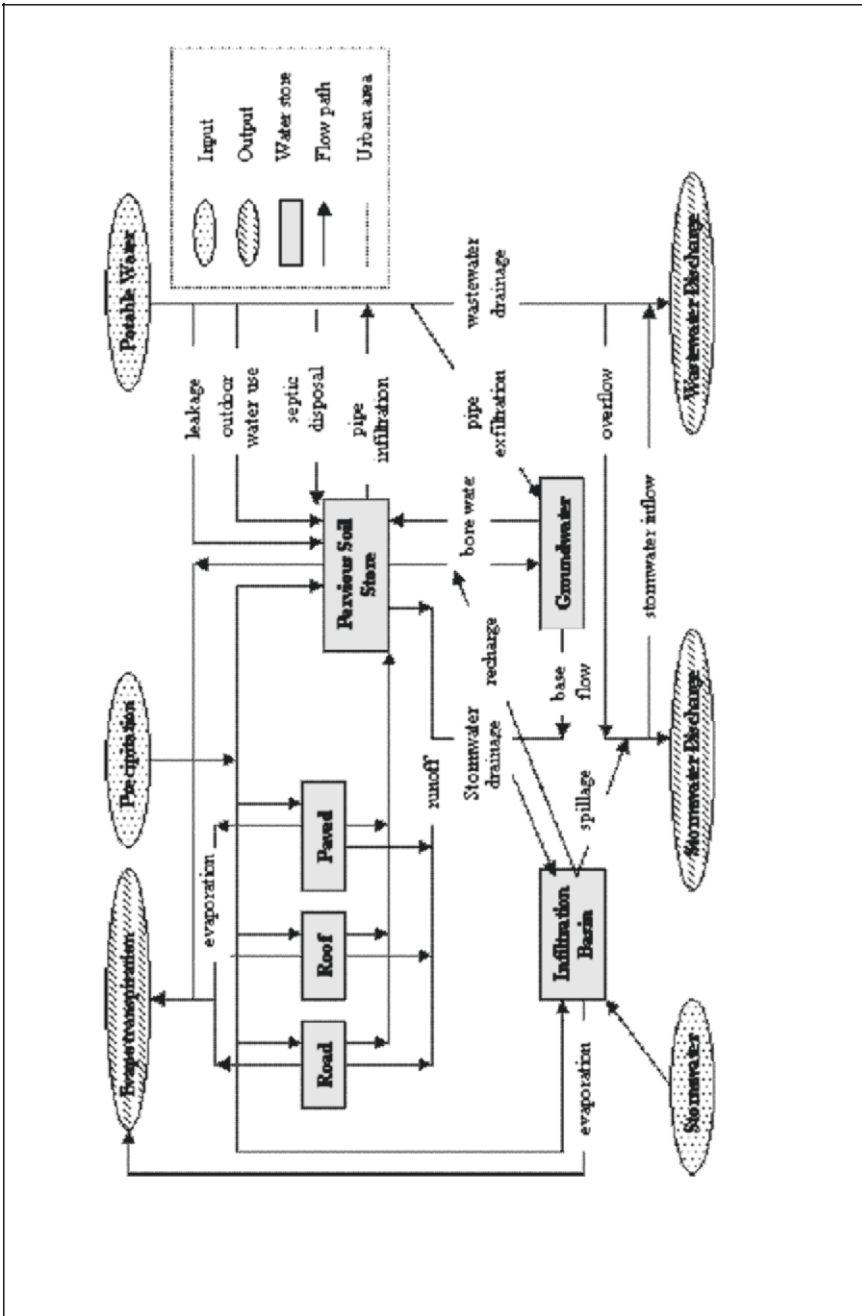 Evapotranspiration
Precipitation
Potable Water
evaporation
leakage
outdoor
water use
septic
disposal
pipe
infiltration
Road
Roof
Paved
Pervious Soil
Store
runoff
Stormwater
drainage
recharge
bore water
pipe
exfiltration
wastewater
drainage
evaporation
Infiltration
Basin
spillage
base
flow
Groundwater
overflow
stormwater inflow
Stormwater
Stormwater Discharge
Wastewater Discharge
Input
Output
Water store
Flow path
Urban area